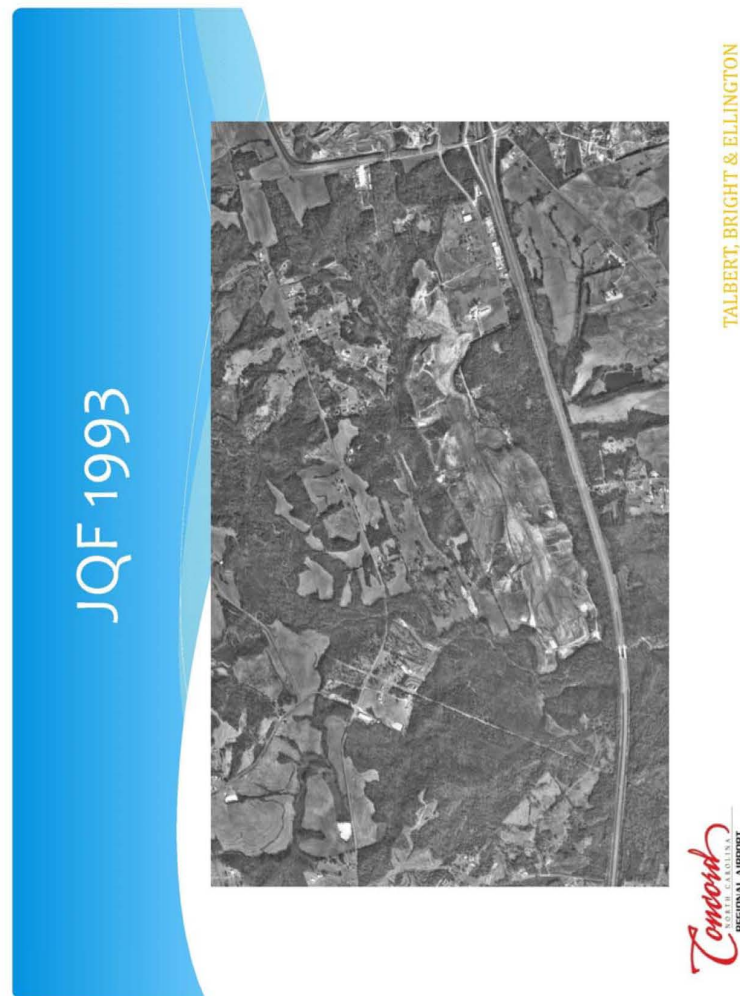 JQF 1993
Concord
NORTH CAROLINA
REGIONAL AIRPORT
TALBERT, BRIGHT & ELLINGTON